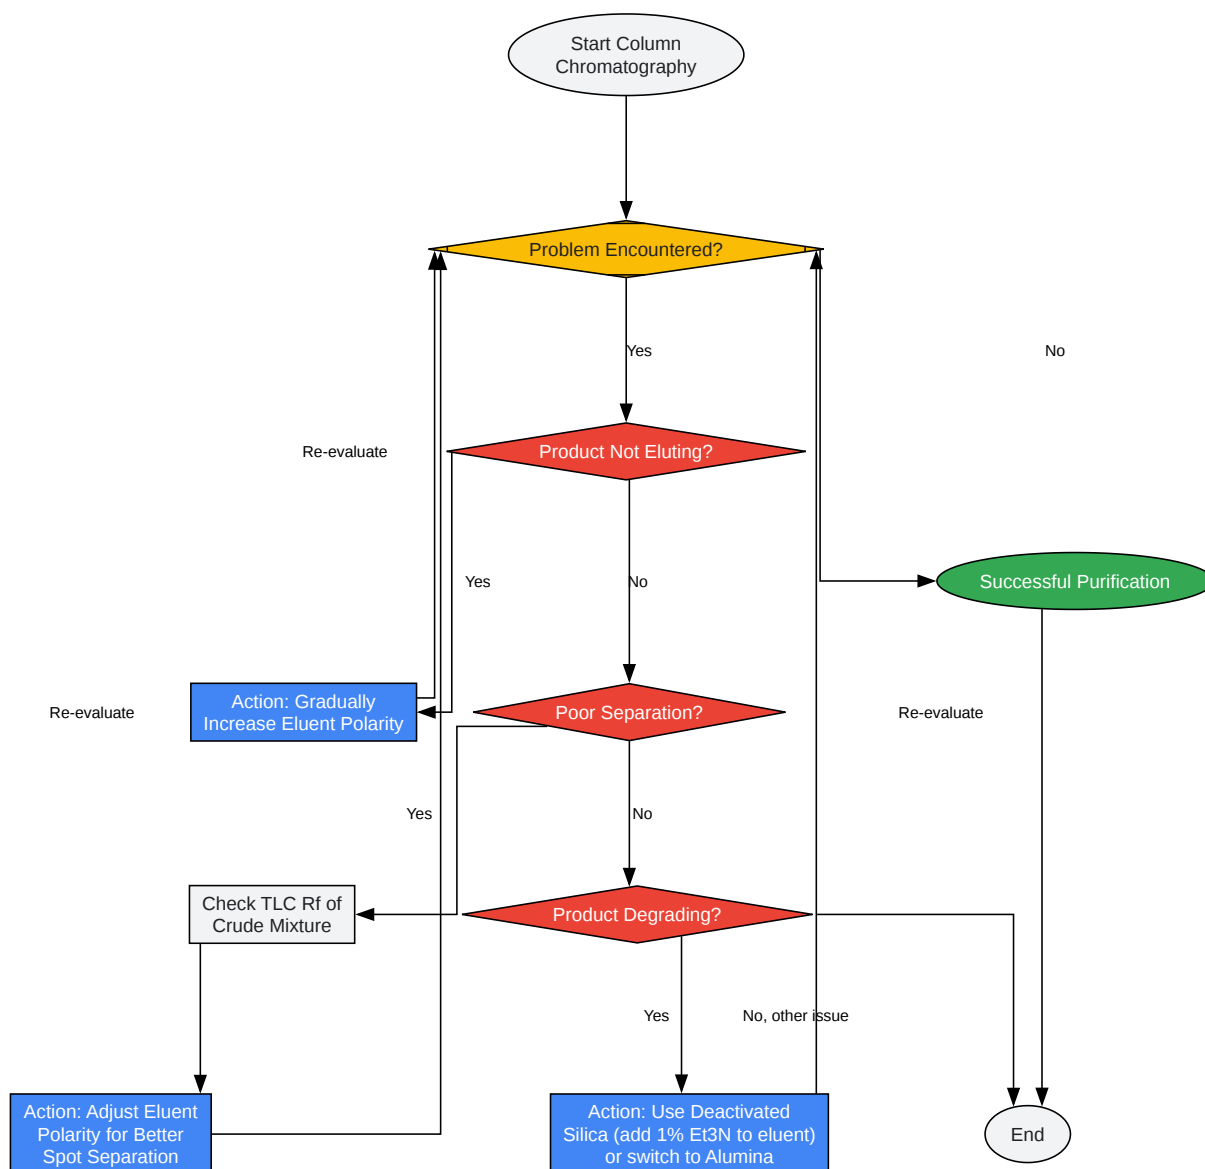 Start Column
Chromatography
Problem Encountered?
Yes
No
Re-evaluate
Product Not Eluting?
Yes
No
Successful Purification
Action: Gradually
Increase Eluent Polarity
Re-evaluate
Poor Separation?
Re-evaluate
Yes
No
Check TLC Rf of
Crude Mixture
Product Degrading?
Yes
No, other issue
Action: Adjust Eluent
Polarity for Better
Spot Separation
Action: Use Deactivated
Silica (add 1% Et3N to eluent)
or switch to Alumina
End